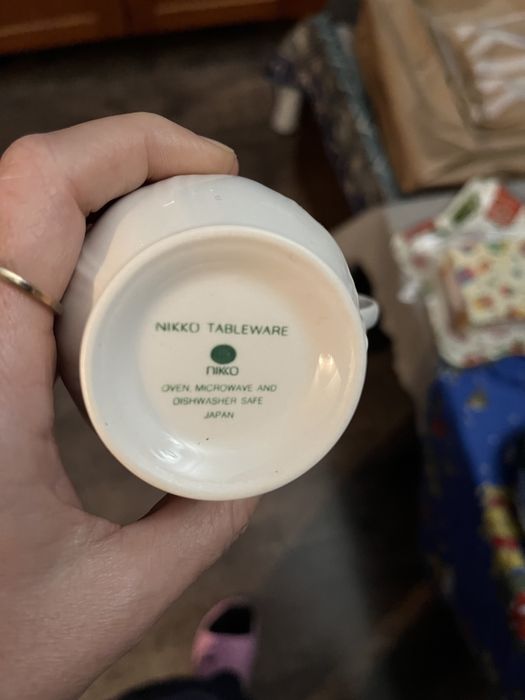 NIKKO TABLEWARE
NIKKO
OVEN, MICROWAVE AND
DISHWASHER SAFE
JAPAN